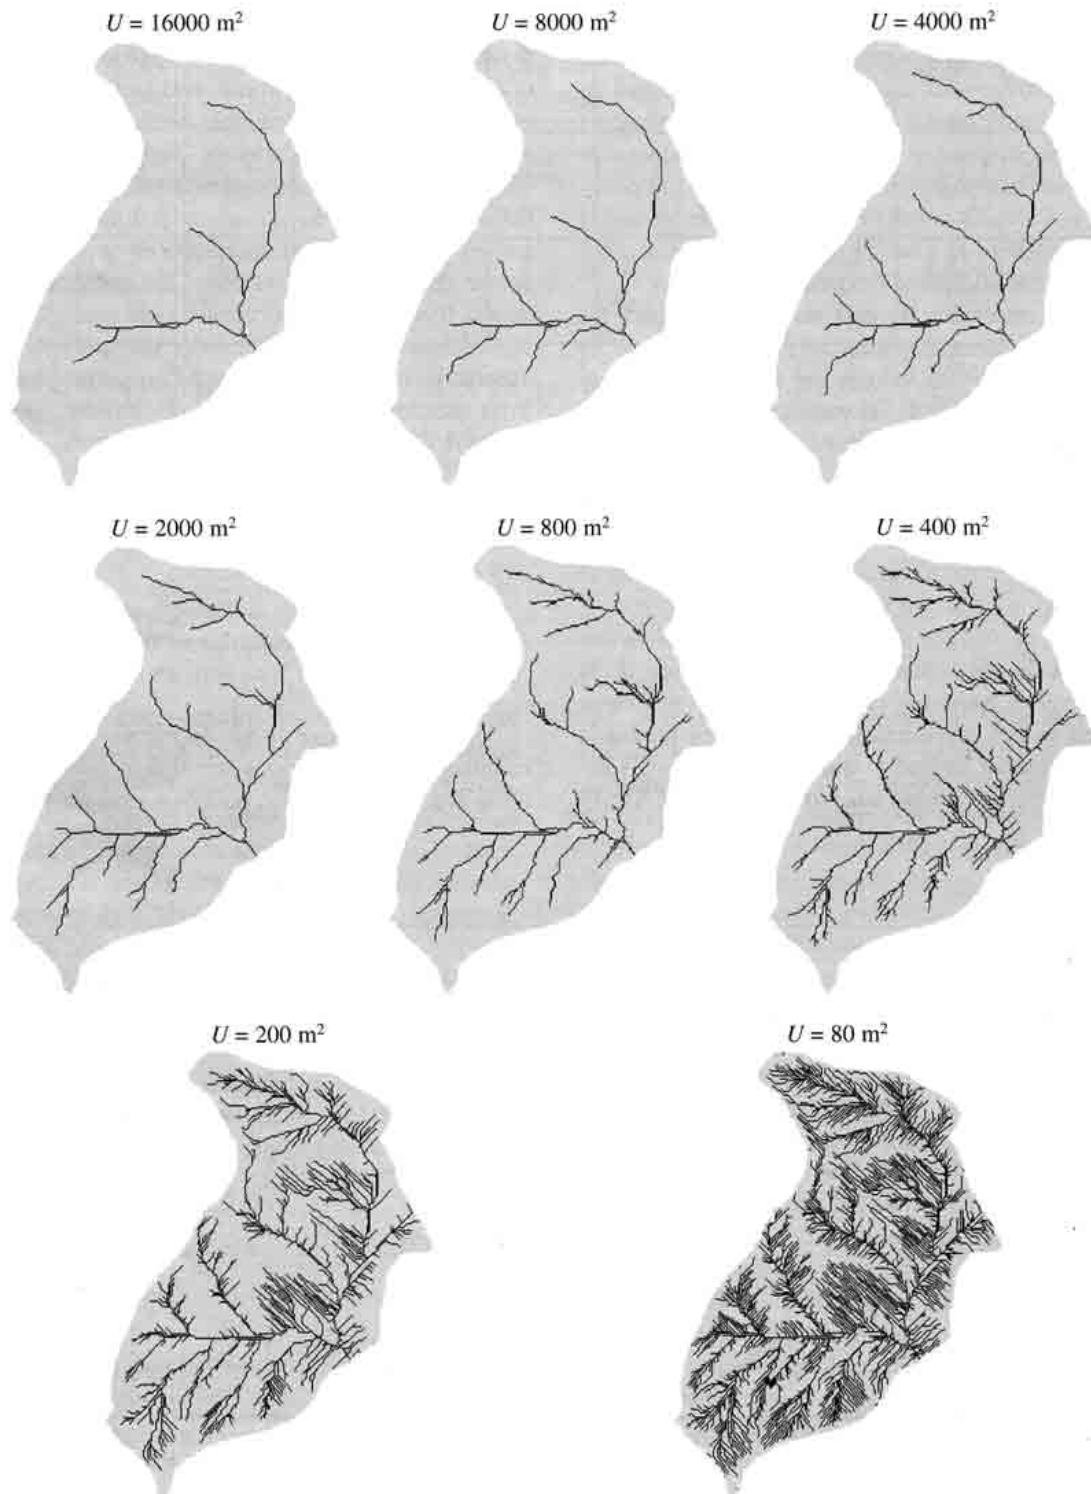 U = 16000 m²
U = 8000 m²
U = 4000 m²
U = 2000 m²
U = 800 m²
U = 400 m²
U = 200 m²
U = 80 m²